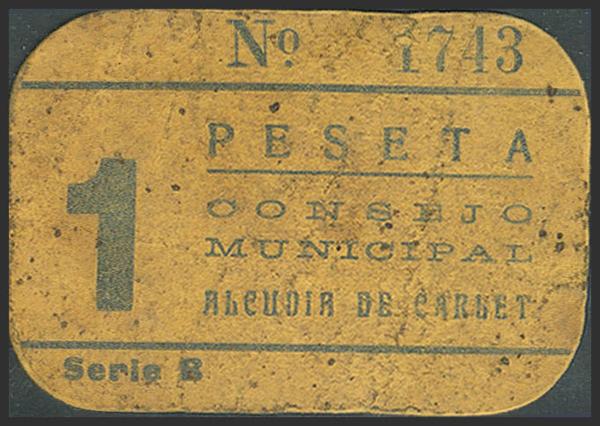 Nº 1743
PESETA
1
CONSEJO
MUNICIPAL
ALCUDIA DE CARLET
Serie B